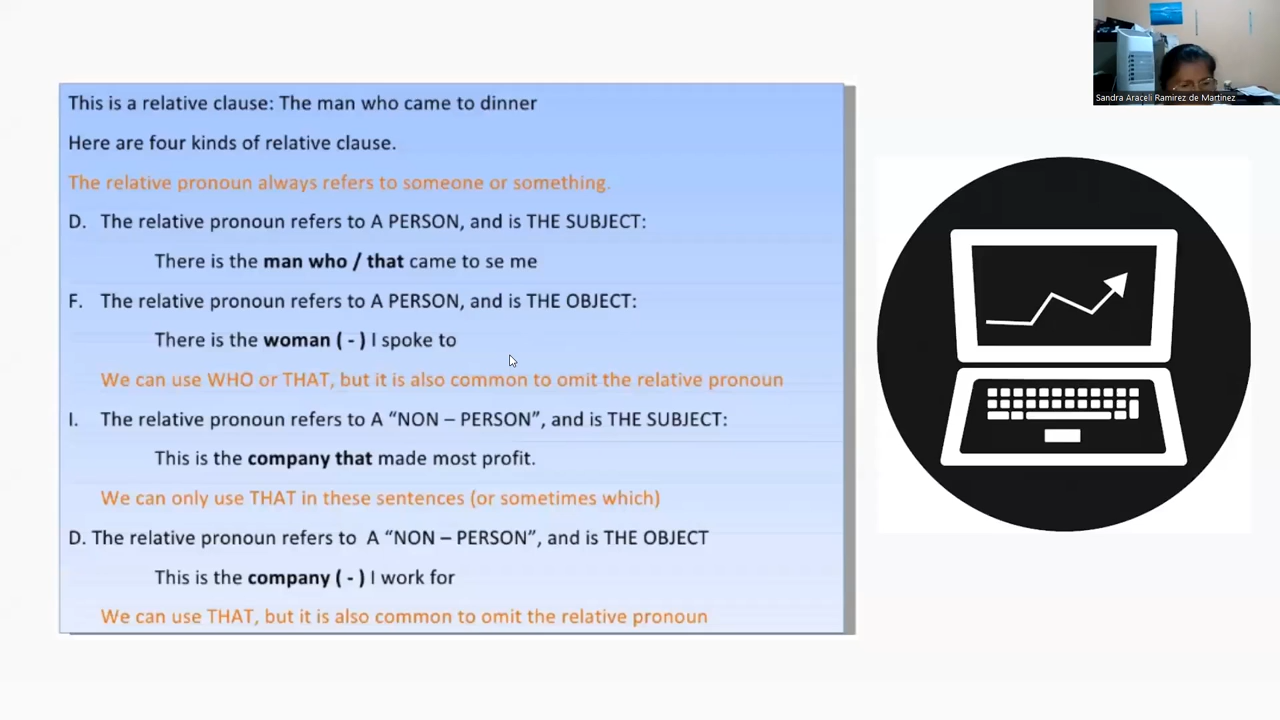 This is a relative clause: The man who came to dinner
Here are four kinds of relative clause.
The relative pronoun always refers to someone or something.
D. The relative pronoun refers to A PERSON, and is THE SUBJECT:
There is the man who / that came to se me
F. The relative pronoun refers to A PERSON, and is THE OBJECT:
There is the woman ( - ) I spoke to
We can use WHO or THAT, but it is also common to omit the relative pronoun
I. The relative pronoun refers to A “NON – PERSON”, and is THE SUBJECT:
This is the company that made most profit.
We can only use THAT in these sentences (or sometimes which)
D. The relative pronoun refers to A “NON – PERSON”, and is THE OBJECT
This is the company ( - ) I work for
We can use THAT, but it is also common to omit the relative pronoun
Sandra Araceli Ramirez de Martinez